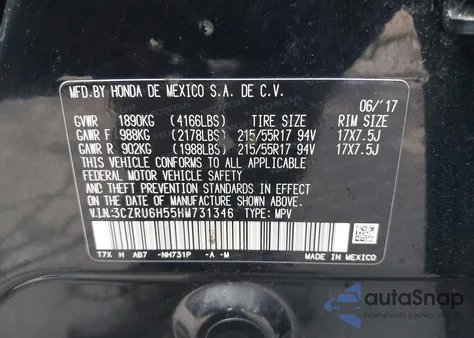 MFD.BY HONDA DE MEXICO S.A. DE C.V.
06/'17
GVWR 1890KG (4166LBS) TIRE SIZE RIM SIZE
GAWR F 988KG (2178LBS) 215/55R17 94V 17X7.5J
GAWR R 902KG (1988LBS) 215/55R17 94V 17X7.5J
THIS VEHICLE CONFORMS TO ALL APPLICABLE
FEDERAL MOTOR VEHICLE SAFETY, BUMPER,
AND THEFT PREVENTION STANDARDS IN EFFECT
ON THE DATE OF MANUFACTURE SHOWN ABOVE.
V.I.N:3CZRU6H55HM731346 TYPE: MPV
T7X H AB7 -NH731P -A -M
MADE IN MEXICO
autoSnap